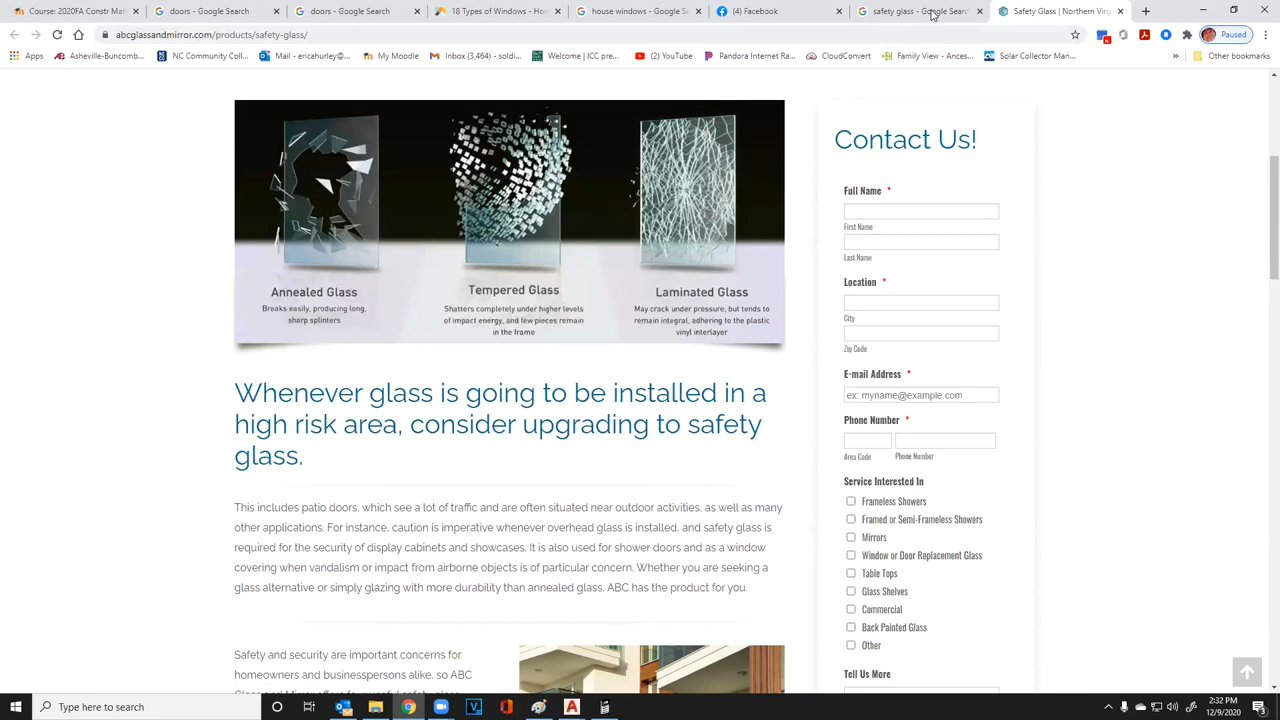 Course: 2020FA Constr Mat
doors - Google Search
18 Types of Windows - Hom
house windows - Google Se
(4) Facebook
safety glass - Google Searc
Safety Glass | Northern Virg
abcglassandmirror.com/products/safety-glass/
Paused
Apps
Asheville-Buncomb...
NC Community Coll...
Mail - ericahurley@...
My Moodle
Inbox (3,464) - soldi...
Welcome | ICC pre...
(2) YouTube
Pandora Internet Ra...
CloudConvert
Family View - Ances...
Solar Collector Man...
»
Other bookmarks
Annealed Glass
Breaks easily, producing long,
sharp splinters
Tempered Glass
Shatters completely under higher levels
of impact energy, and few pieces remain
in the frame
Laminated Glass
May crack under pressure, but tends to
remain integral, adhering to the plastic
vinyl interlayer
Whenever glass is going to be installed in a
high risk area, consider upgrading to safety
glass.
This includes patio doors, which see a lot of traffic and are often situated near outdoor activities, as well as many
other applications. For instance, caution is imperative whenever overhead glass is installed, and safety glass is
required for the security of display cabinets and showcases. It is also used for shower doors and as a window
covering when vandalism or impact from airborne objects is of particular concern. Whether you are seeking a
glass alternative or simply glazing with more durability than annealed glass, ABC has the product for you.
Safety and security are important concerns for
homeowners and businesspersons alike, so ABC
Contact Us!
Full Name *
First Name
Last Name
Location *
City
Zip Code
E-mail Address *
ex: myname@example.com
Phone Number *
Area Code
Phone Number
Service Interested In
Frameless Showers
Framed or Semi-Frameless Showers
Mirrors
Window or Door Replacement Glass
Table Tops
Glass Shelves
Commercial
Back Painted Glass
Other
Tell Us More
Type here to search
2:32 PM
12/9/2020